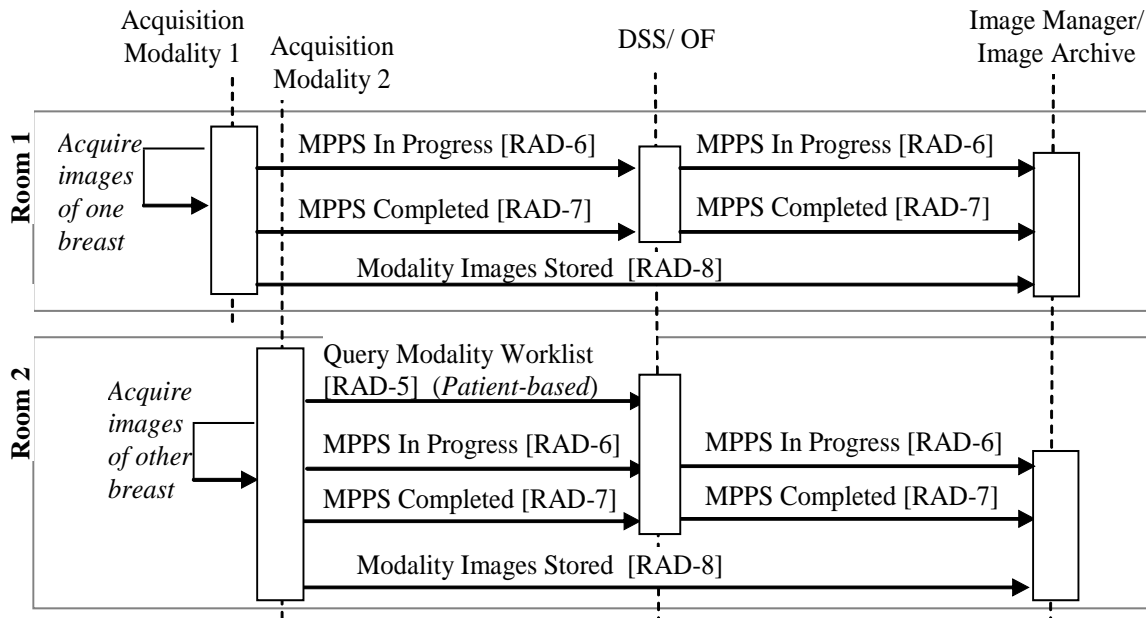 Acquisition
Modality 1
Acquisition
Modality 2
DSS/ OF
Image Manager/
Image Archive
Room 1
Acquire
images
of one
breast
MPPS In Progress [RAD-6]
MPPS In Progress [RAD-6]
MPPS Completed [RAD-7]
MPPS Completed [RAD-7]
Modality Images Stored [RAD-8]
Room 2
Acquire
images
of other
breast
Query Modality Worklist
[RAD-5] (Patient-based)
MPPS In Progress [RAD-6]
MPPS In Progress [RAD-6]
MPPS Completed [RAD-7]
MPPS Completed [RAD-7]
Modality Images Stored [RAD-8]